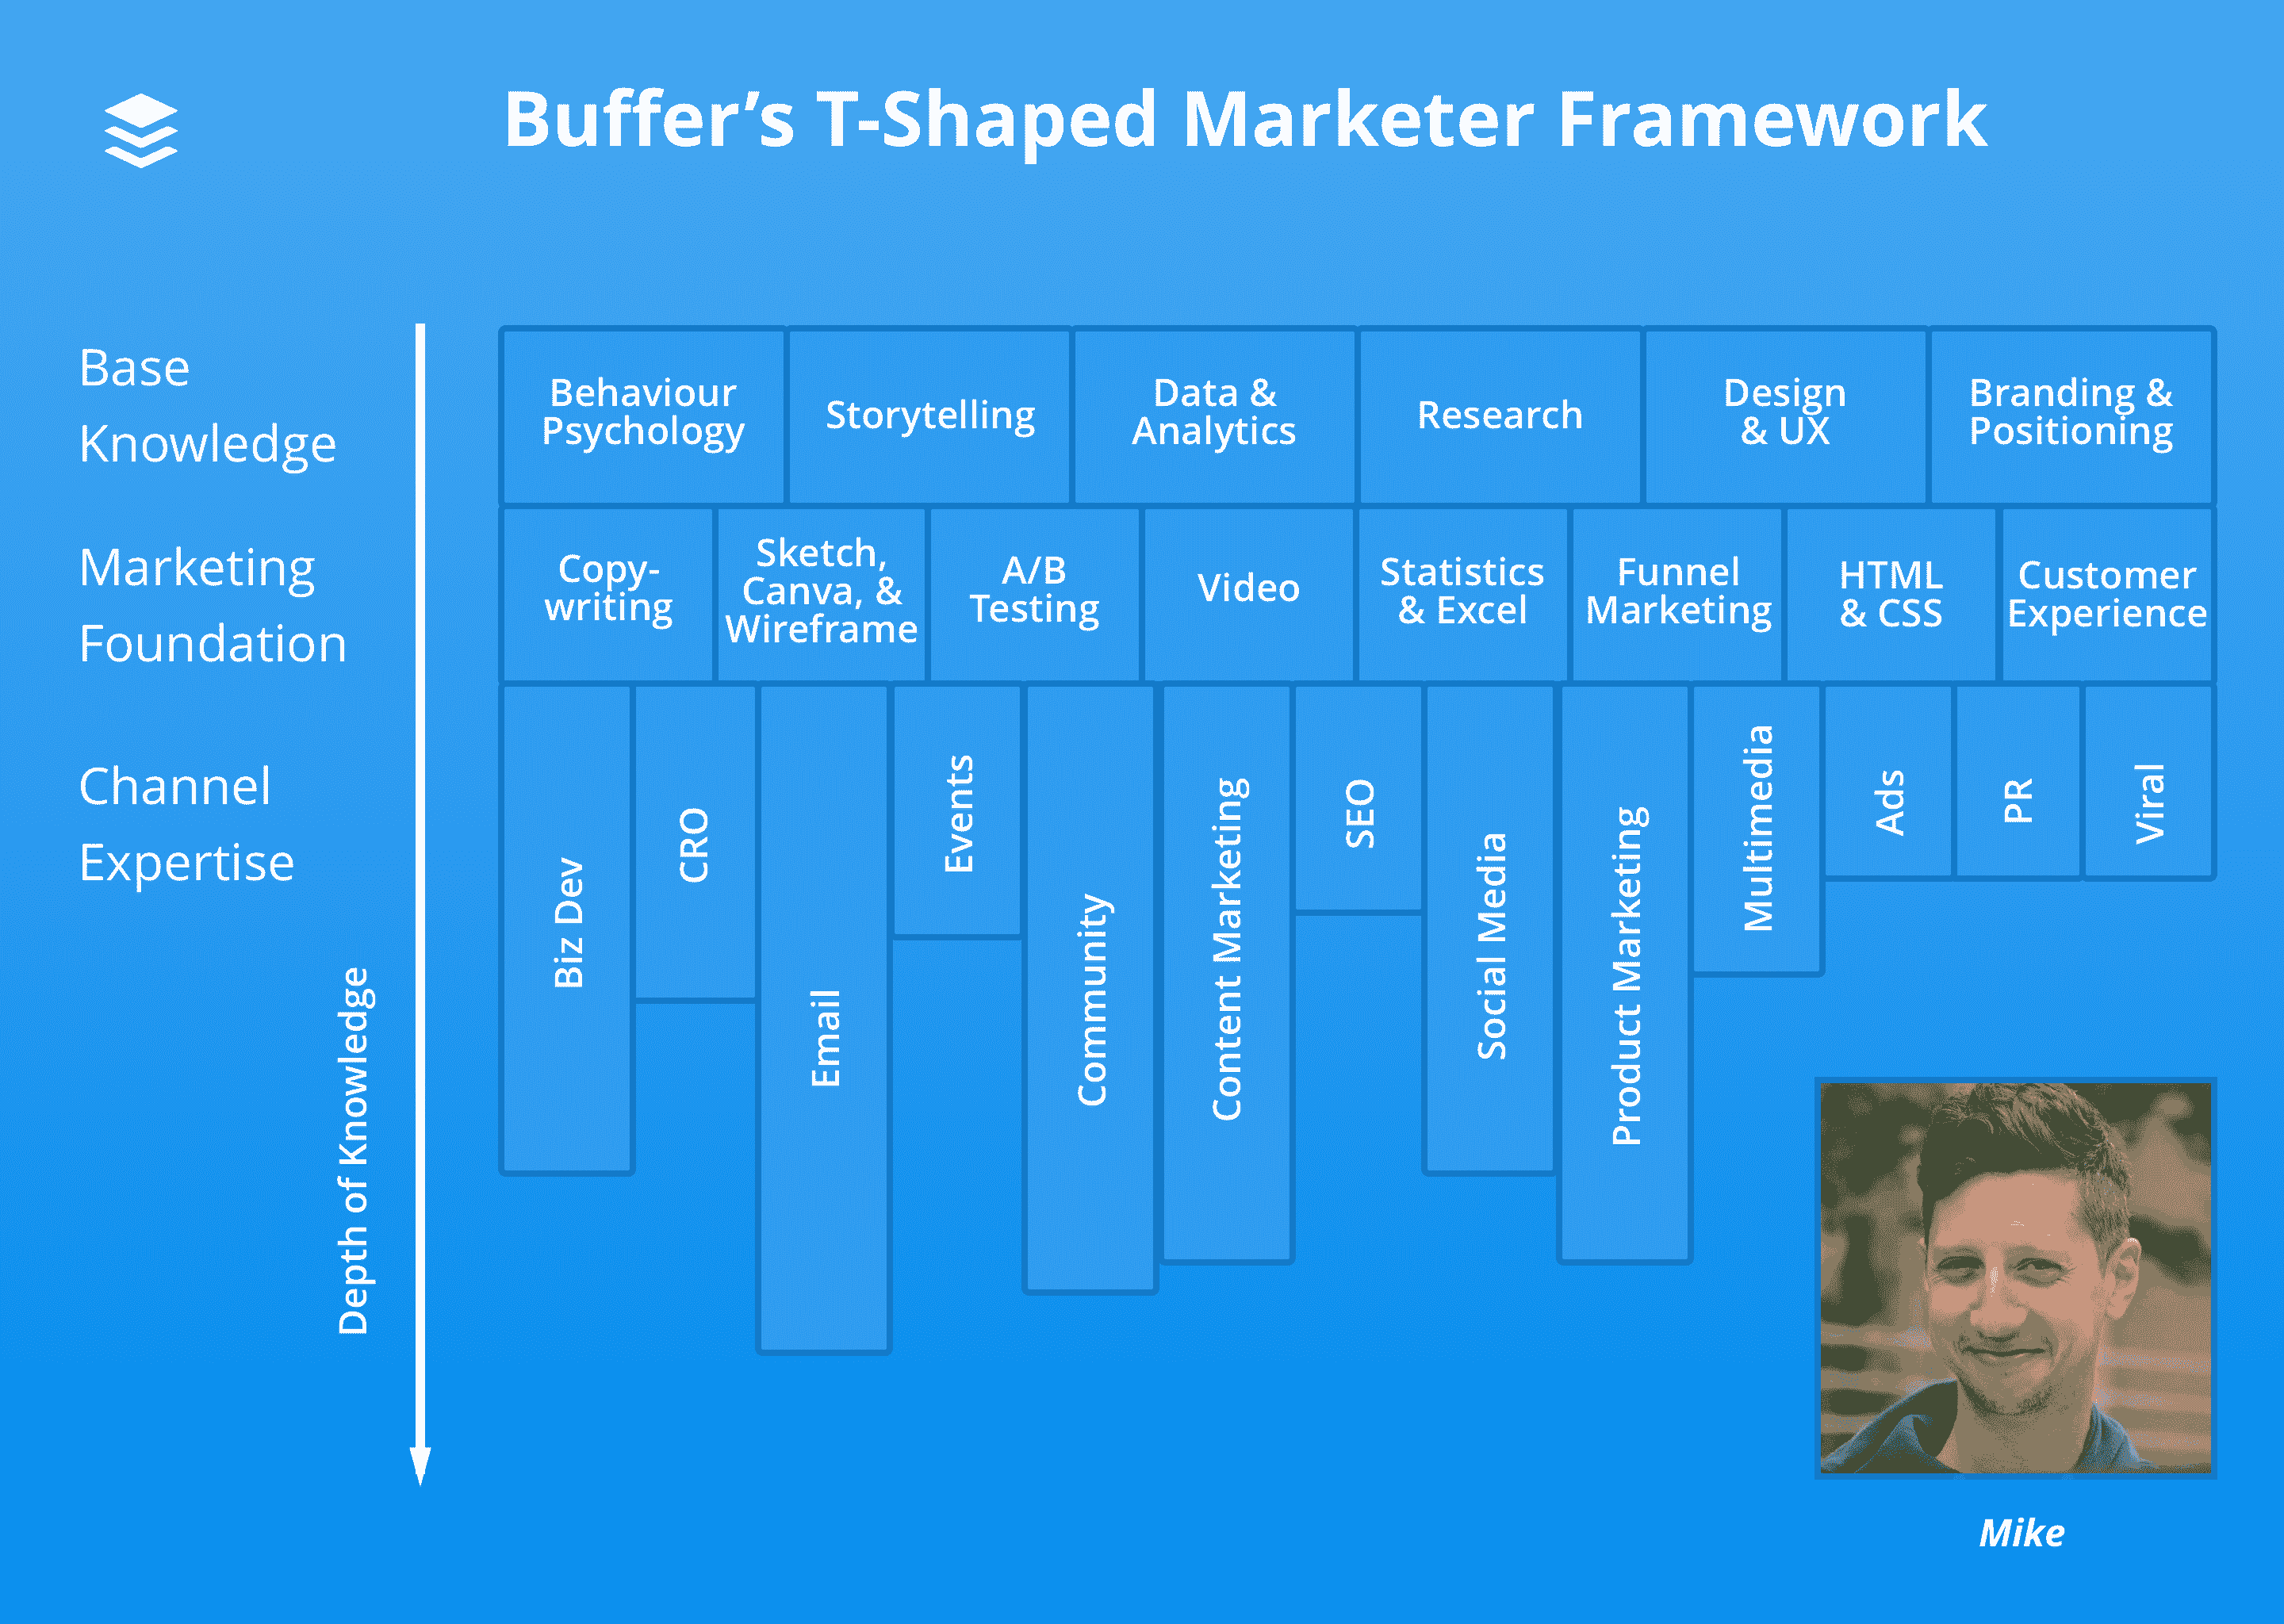 Buffer’s T-Shaped Marketer Framework
Base
Knowledge
Behaviour
Psychology
Storytelling
Data &
Analytics
Research
Design
& UX
Branding &
Positioning
Marketing
Foundation
Copy-
writing
Sketch,
Canva, &
Wireframe
A/B
Testing
Video
Statistics
& Excel
Funnel
Marketing
HTML
& CSS
Customer
Experience
Channel
Expertise
Biz Dev
CRO
Email
Events
Community
Content Marketing
SEO
Social Media
Product Marketing
Multimedia
Ads
PR
Viral
Depth of Knowledge
Mike